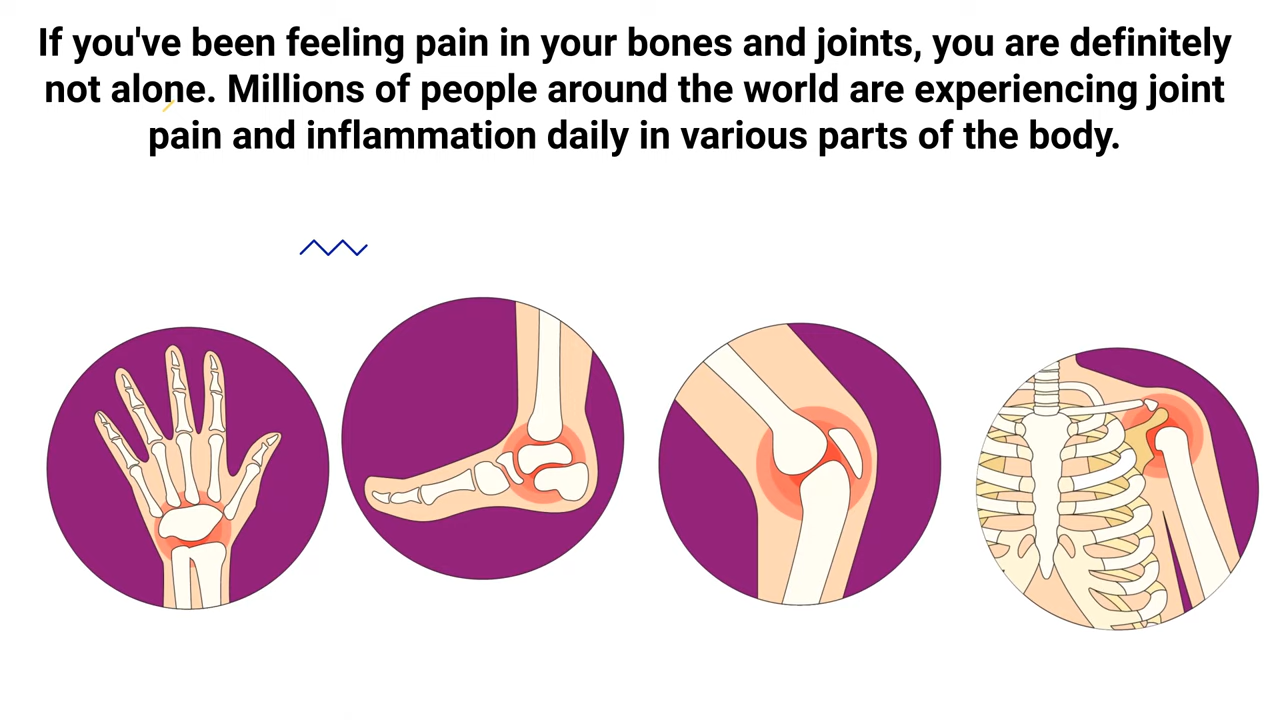 If you've been feeling pain in your bones and joints, you are definitely
not alone. Millions of people around the world are experiencing joint
pain and inflammation daily in various parts of the body.